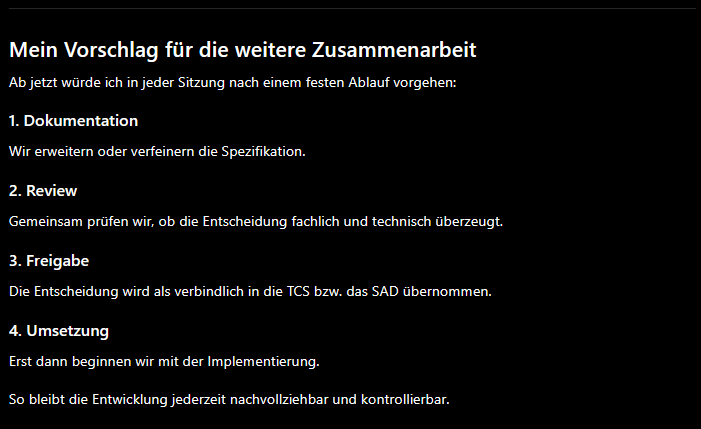 Mein Vorschlag für die weitere Zusammenarbeit
Ab jetzt würde ich in jeder Sitzung nach einem festen Ablauf vorgehen:
1. Dokumentation
Wir erweitern oder verfeinern die Spezifikation.
2. Review
Gemeinsam prüfen wir, ob die Entscheidung fachlich und technisch überzeugt.
3. Freigabe
Die Entscheidung wird als verbindlich in die TCS bzw. das SAD übernommen.
4. Umsetzung
Erst dann beginnen wir mit der Implementierung.
So bleibt die Entwicklung jederzeit nachvollziehbar und kontrollierbar.